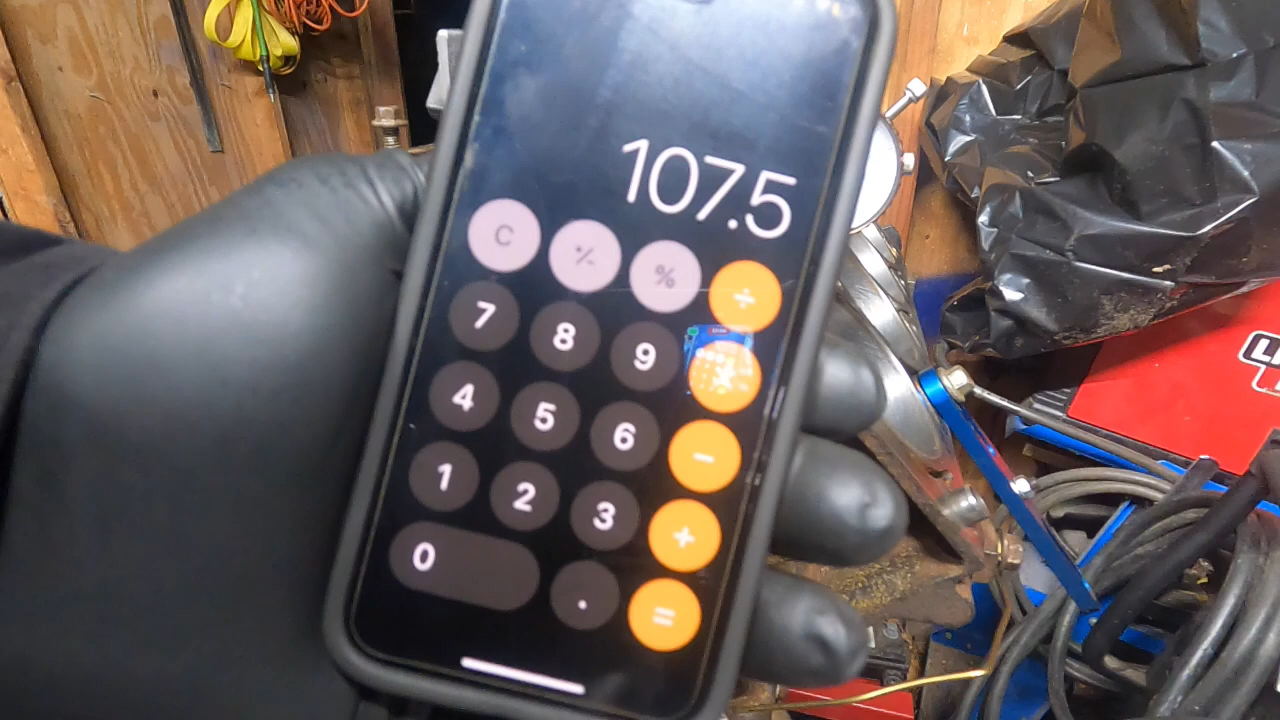 107.5
C ⁺∕₋ % ÷
7 8 9 ×
4 5 6 −
1 2 3 +
0 . =